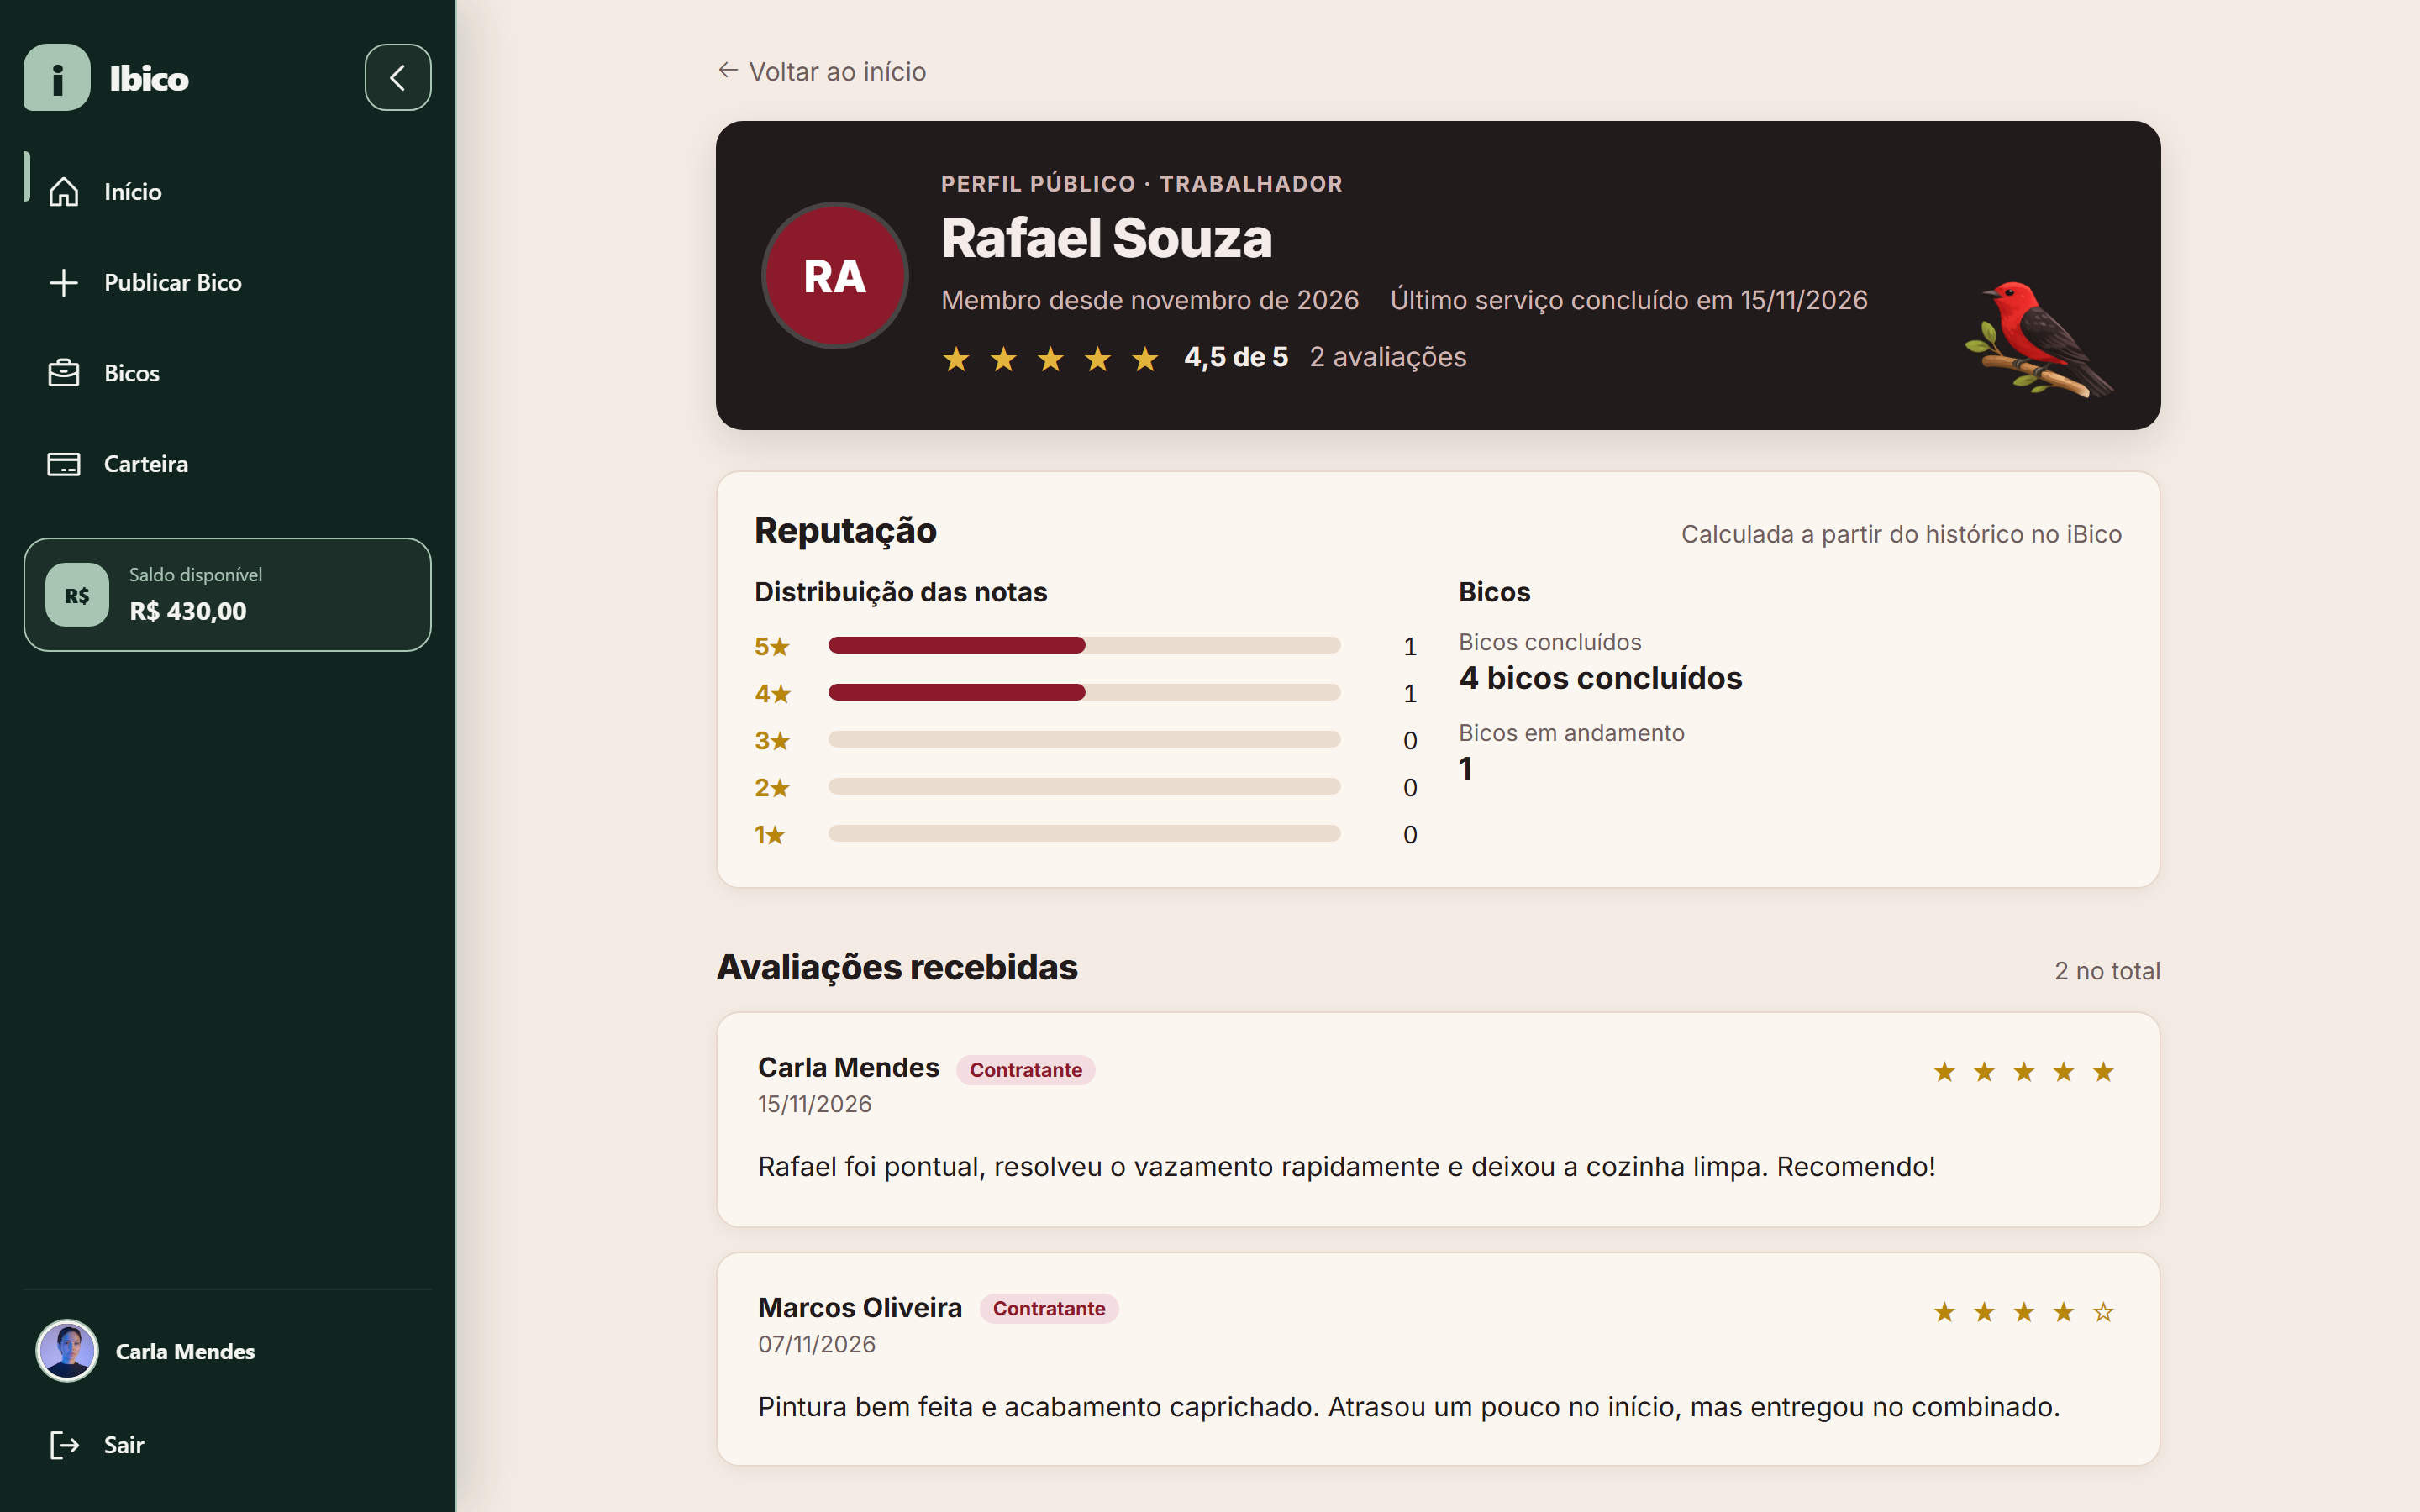 i
Ibico
Início
Publicar Bico
Bicos
Carteira
R$
Saldo disponível
R$ 430,00
Carla Mendes
Sair
← Voltar ao início
PERFIL PÚBLICO · TRABALHADOR
RA
Rafael Souza
Membro desde novembro de 2026 Último serviço concluído em 15/11/2026
★ ★ ★ ★ ★ 4,5 de 5 2 avaliações
Reputação
Calculada a partir do histórico no iBico
Distribuição das notas
5★ 1
4★ 1
3★ 0
2★ 0
1★ 0
Bicos
Bicos concluídos
4 bicos concluídos
Bicos em andamento
1
Avaliações recebidas
2 no total
Carla Mendes Contratante ★ ★ ★ ★ ★
15/11/2026
Rafael foi pontual, resolveu o vazamento rapidamente e deixou a cozinha limpa. Recomendo!
Marcos Oliveira Contratante ★ ★ ★ ★ ☆
07/11/2026
Pintura bem feita e acabamento caprichado. Atrasou um pouco no início, mas entregou no combinado.